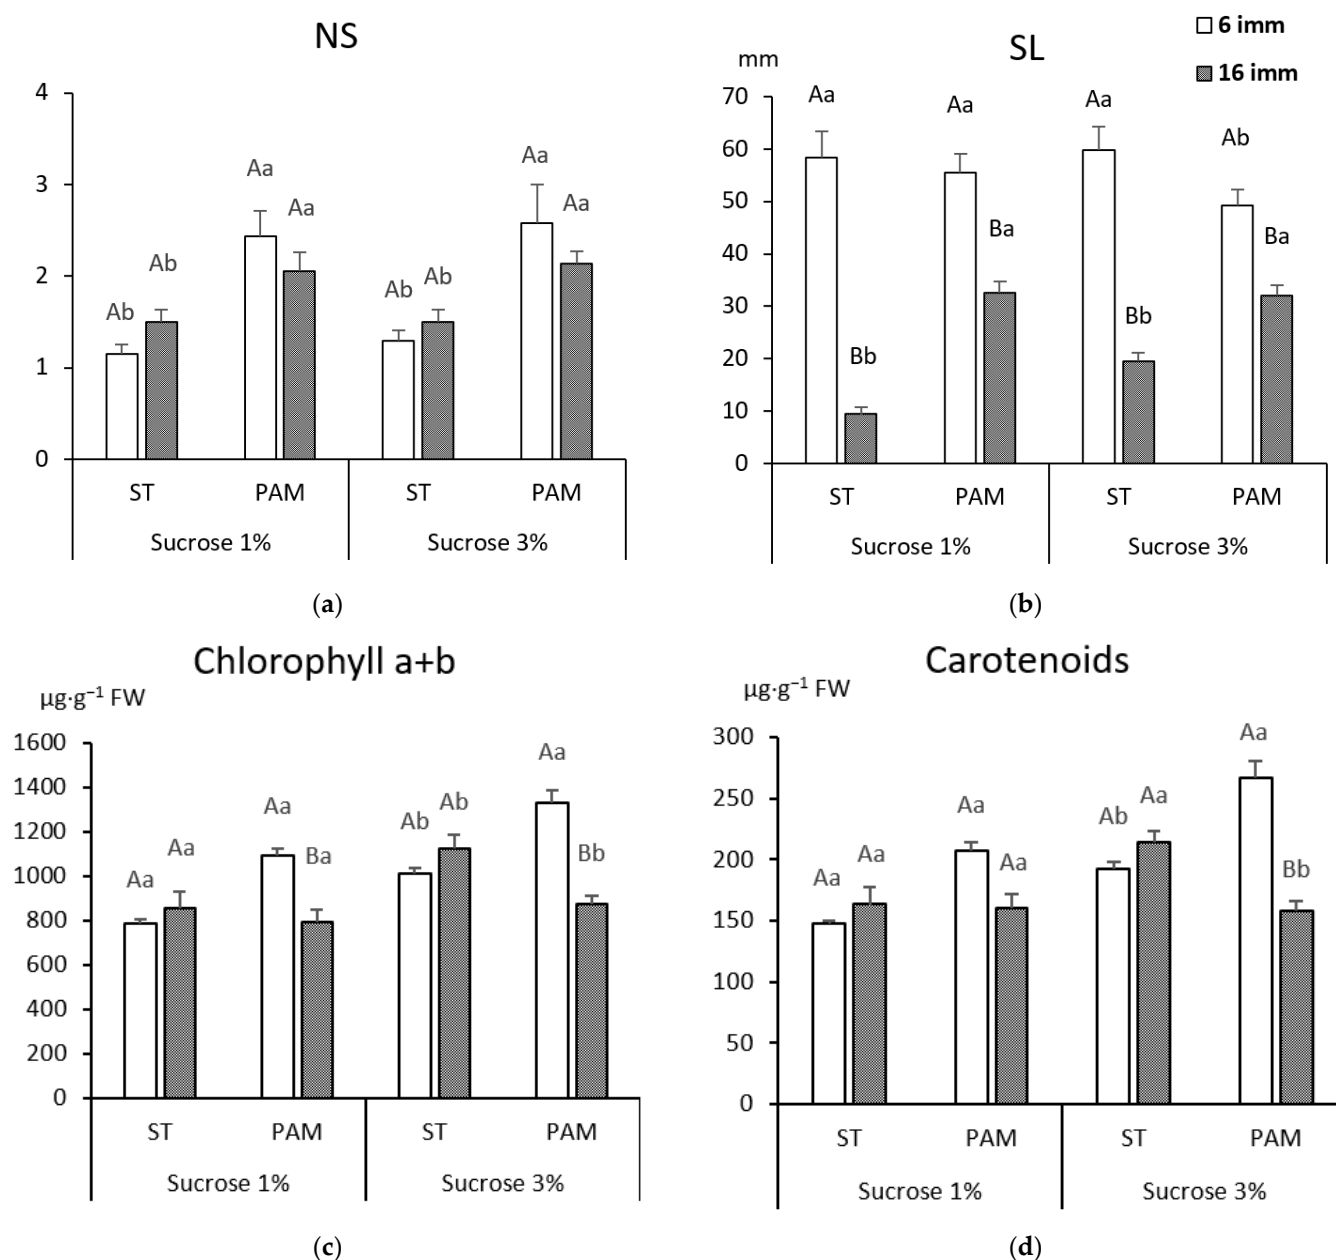 NS
4
3
2
1
0
Ab
Ab
Aa
Aa
Ab
Ab
Aa
Aa
ST PAM ST PAM
Sucrose 1% Sucrose 3%
(a)
6 imm
16 imm
SL
mm
70
60
50
40
30
20
10
0
Aa
Bb
Aa
Ba
Aa
Bb
Ab
Ba
ST PAM ST PAM
Sucrose 1% Sucrose 3%
(b)
Chlorophyll a+b
µg·g⁻¹ FW
1600
1400
1200
1000
800
600
400
200
0
Aa
Aa
Aa
Ba
Ab
Ab
Aa
Bb
ST PAM ST PAM
Sucrose 1% Sucrose 3%
(c)
Carotenoids
µg·g⁻¹ FW
300
250
200
150
100
50
0
Aa
Aa
Aa
Aa
Ab
Aa
Aa
Bb
ST PAM ST PAM
Sucrose 1% Sucrose 3%
(d)